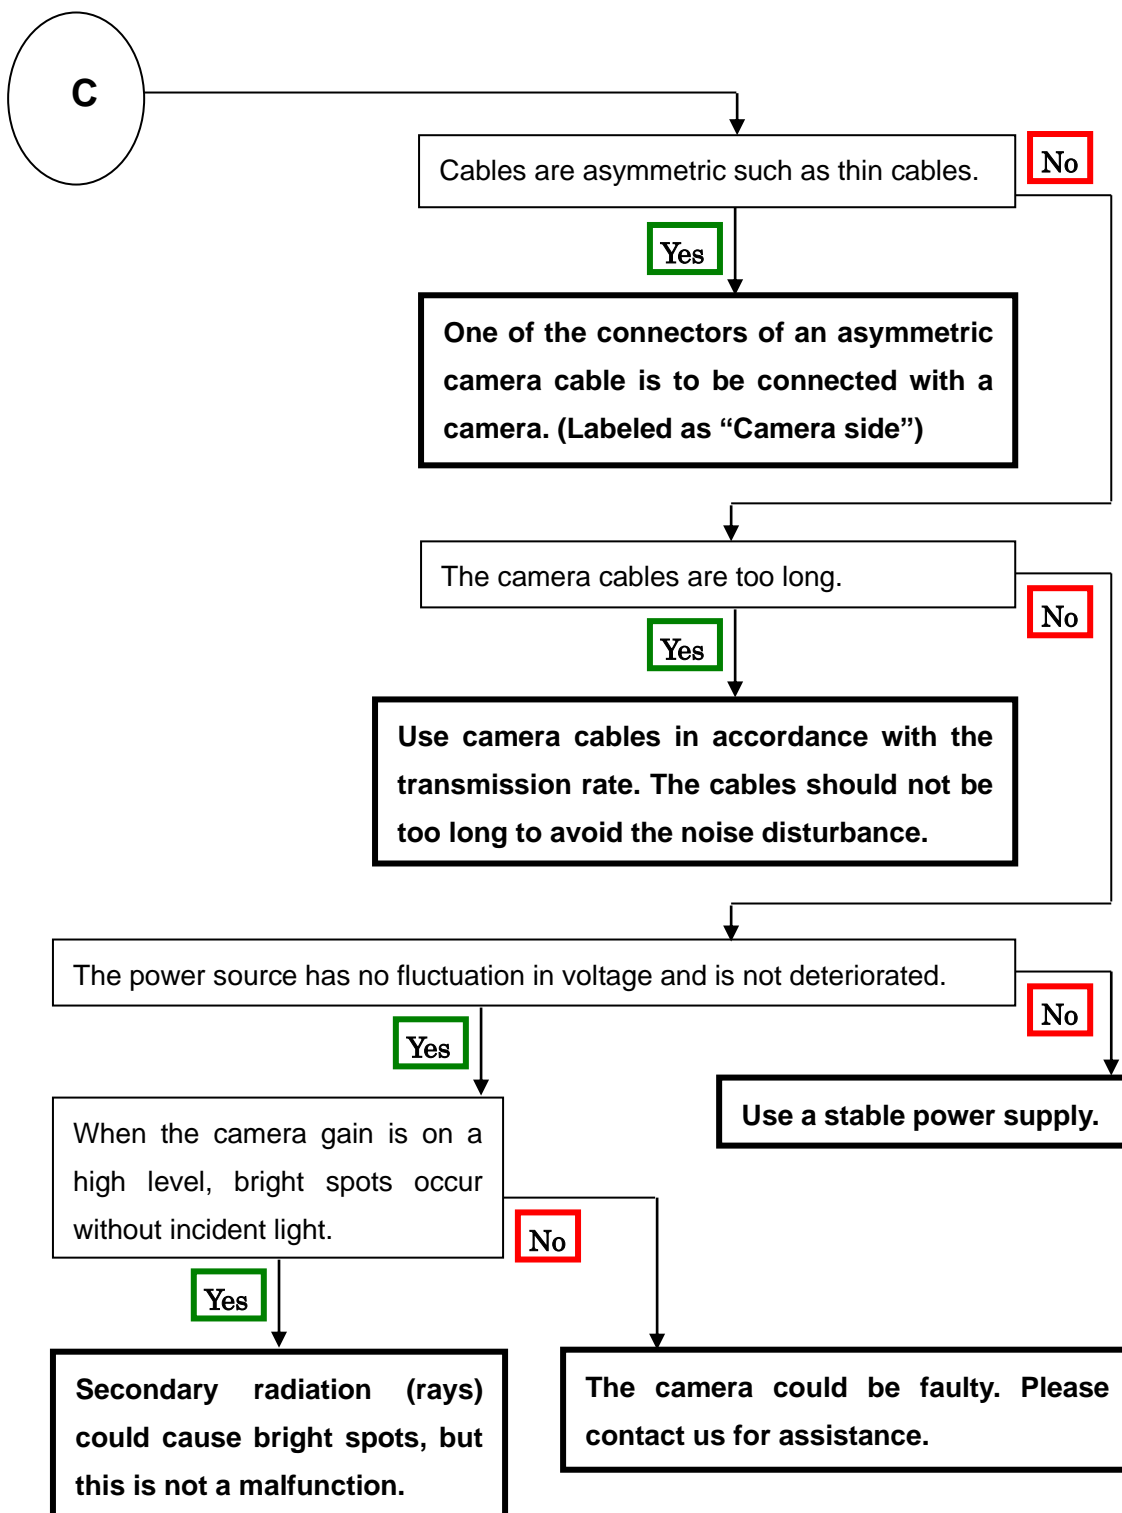 C
Cables are asymmetric such as thin cables.
No
Yes
One of the connectors of an asymmetric
camera cable is to be connected with a
camera. (Labeled as “Camera side”)
The camera cables are too long.
No
Yes
Use camera cables in accordance with the
transmission rate. The cables should not be
too long to avoid the noise disturbance.
The power source has no fluctuation in voltage and is not deteriorated.
No
Yes
Use a stable power supply.
When the camera gain is on a
high level, bright spots occur
without incident light.
No
Yes
Secondary radiation (rays)
could cause bright spots, but
this is not a malfunction.
The camera could be faulty. Please
contact us for assistance.